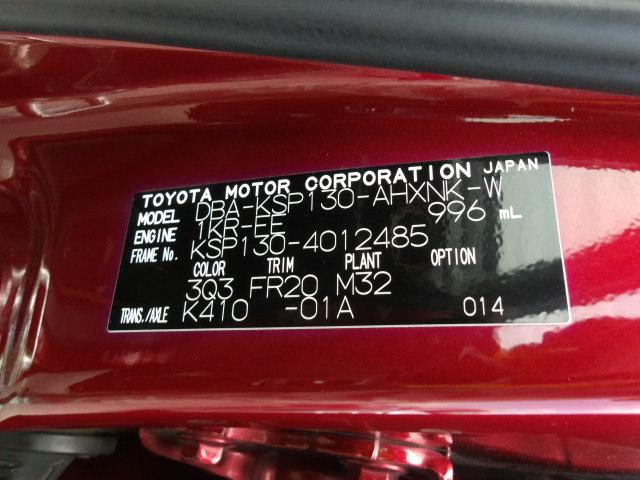 TOYOTA MOTOR CORPORATION JAPAN
MODEL DBA-KSP130-AHXNK-W
ENGINE 1KR-FE 996 mL
FRAME No. KSP130-4012485
COLOR TRIM PLANT OPTION
3Q3 FR20 M32
TRANS./AXLE K410 -01A 014